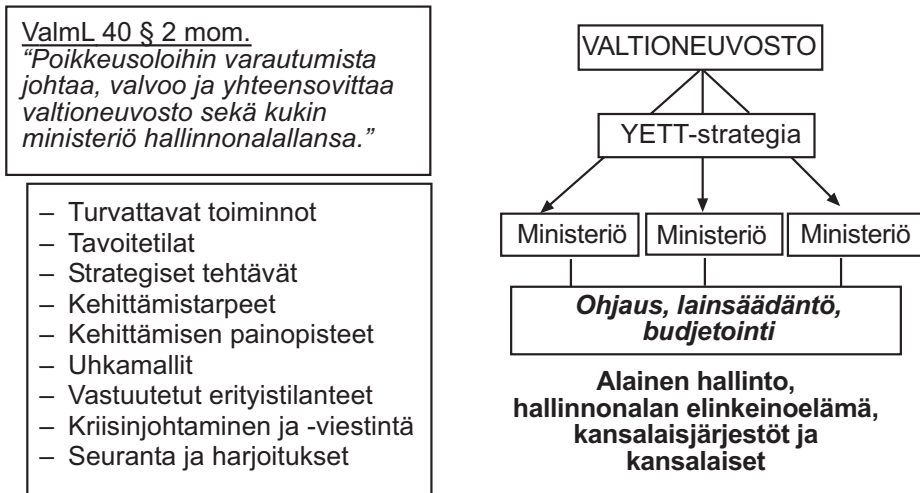 ValmL 40 § 2 mom.
“Poikkeusoloihin varautumista
johtaa, valvoo ja yhteensovittaa
valtioneuvosto sekä kukin
ministeriö hallinnonalallansa.”
– Turvattavat toiminnot
– Tavoitetilat
– Strategiset tehtävät
– Kehittämistarpeet
– Kehittämisen painopisteet
– Uhkamallit
– Vastuutetut erityistilanteet
– Kriisinjohtaminen ja -viestintä
– Seuranta ja harjoitukset
VALTIONEUVOSTO
YETT-strategia
Ministeriö Ministeriö Ministeriö
Ohjaus, lainsäädäntö,
budjetointi
Alainen hallinto,
hallinnonalan elinkeinoelämä,
kansalaisjärjestöt ja
kansalaiset